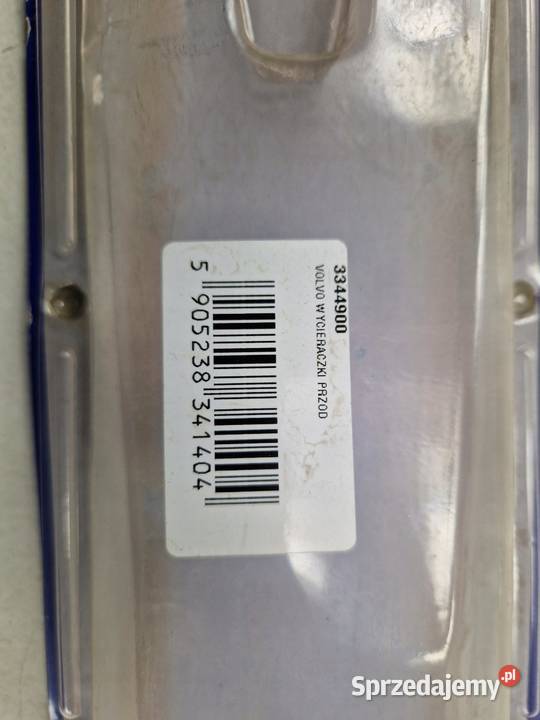 3344900
VOLVO WYCIERACZKI PRZOD
5 905238 341404
Sprzedajemy.pl